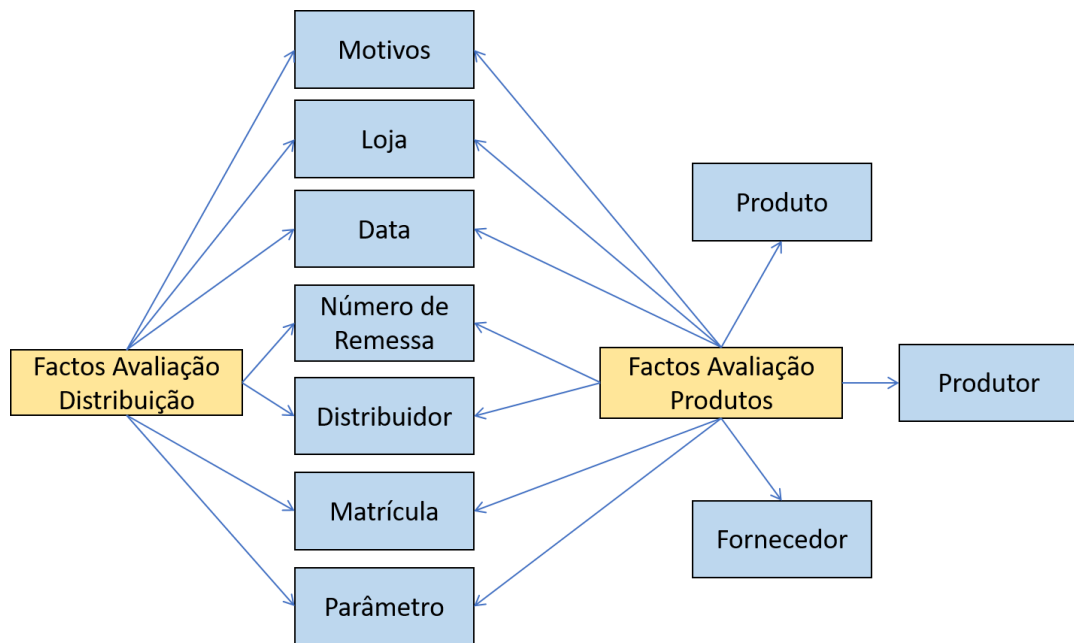 Motivos
Loja
Data
Número de
Remessa
Distribuidor
Matrícula
Parâmetro
Factos Avaliação
Distribuição
Factos Avaliação
Produtos
Produto
Produtor
Fornecedor